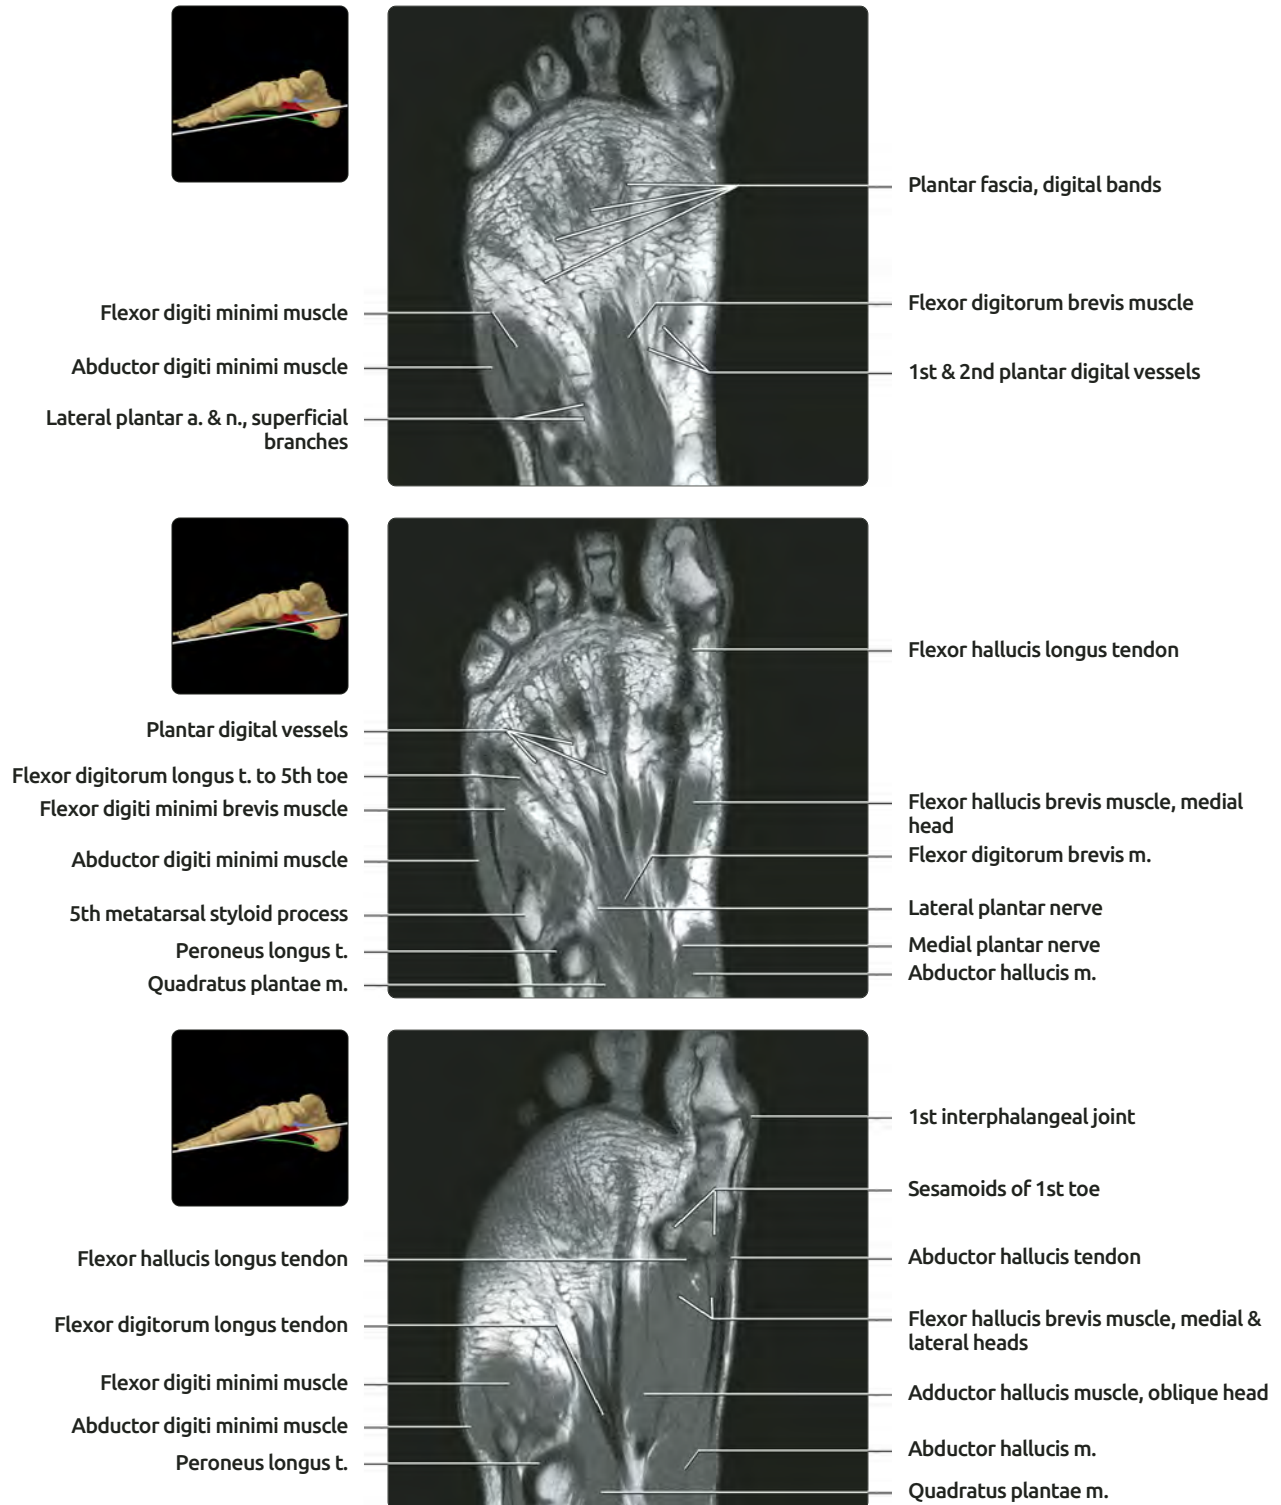 Plantar fascia, digital bands
Flexor digiti minimi muscle
Flexor digitorum brevis muscle
Abductor digiti minimi muscle
1st & 2nd plantar digital vessels
Lateral plantar a. & n., superficial
branches
Flexor hallucis longus tendon
Plantar digital vessels
Flexor digitorum longus t. to 5th toe
Flexor digiti minimi brevis muscle
Flexor hallucis brevis muscle, medial
head
Abductor digiti minimi muscle
Flexor digitorum brevis m.
5th metatarsal styloid process
Lateral plantar nerve
Peroneus longus t.
Medial plantar nerve
Quadratus plantae m.
Abductor hallucis m.
1st interphalangeal joint
Sesamoids of 1st toe
Flexor hallucis longus tendon
Abductor hallucis tendon
Flexor digitorum longus tendon
Flexor hallucis brevis muscle, medial &
lateral heads
Flexor digiti minimi muscle
Adductor hallucis muscle, oblique head
Abductor digiti minimi muscle
Abductor hallucis m.
Peroneus longus t.
Quadratus plantae m.